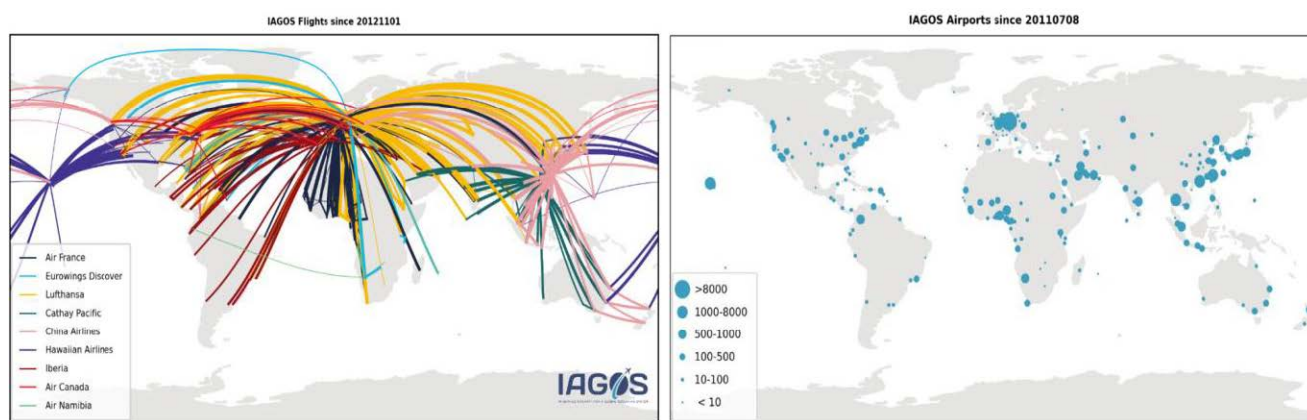 IAGOS Flights since 20121101
Air France
Eurowings Discover
Lufthansa
Cathay Pacific
China Airlines
Hawaiian Airlines
Iberia
Air Canada
Air Namibia
IAGOS
IAGOS Airports since 20110708
>8000
1000-8000
500-1000
100-500
10-100
< 10